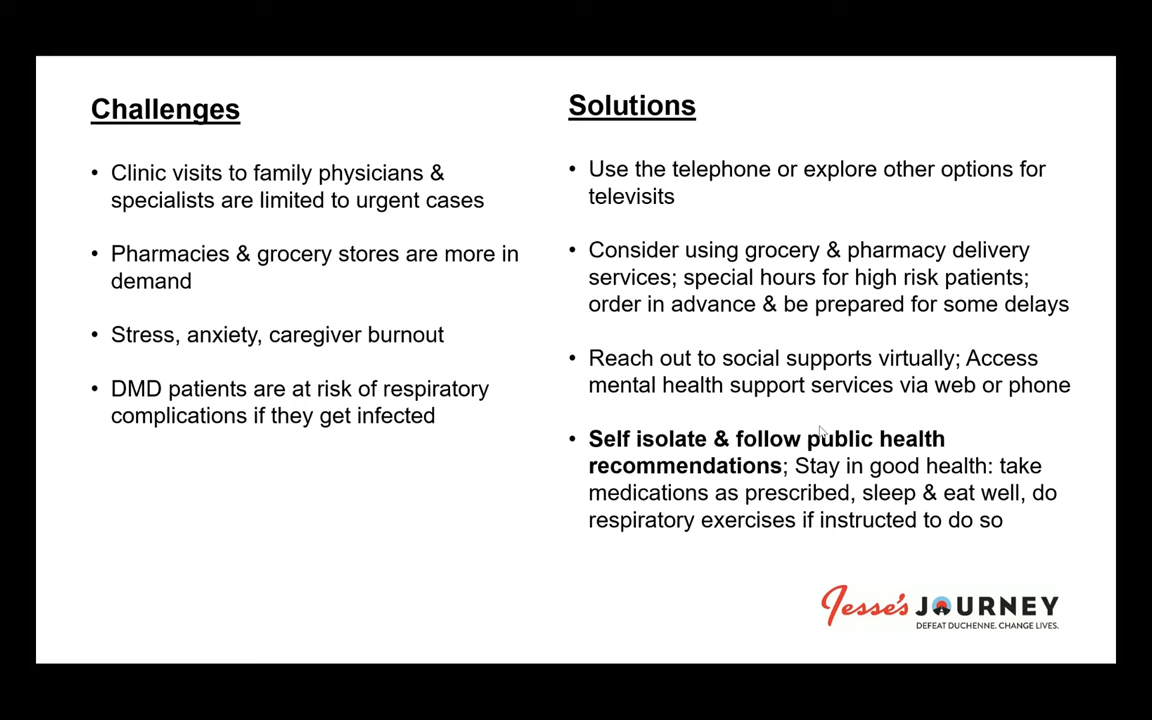 Challenges
• Clinic visits to family physicians &
specialists are limited to urgent cases
• Pharmacies & grocery stores are more in
demand
• Stress, anxiety, caregiver burnout
• DMD patients are at risk of respiratory
complications if they get infected
Solutions
• Use the telephone or explore other options for
televisits
• Consider using grocery & pharmacy delivery
services; special hours for high risk patients;
order in advance & be prepared for some delays
• Reach out to social supports virtually; Access
mental health support services via web or phone
• Self isolate & follow public health
recommendations; Stay in good health: take
medications as prescribed, sleep & eat well, do
respiratory exercises if instructed to do so
Jesse's JOURNEY
DEFEAT DUCHENNE. CHANGE LIVES.